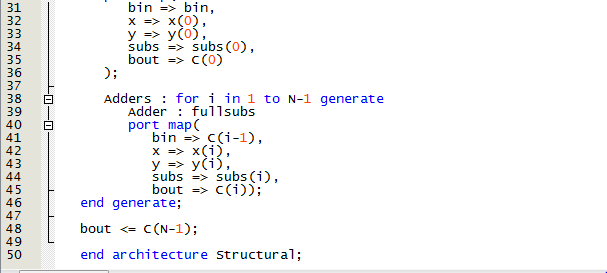 31 bin => bin,
32 x => x(0),
33 y => y(0),
34 subs => subs(0),
35 bout => C(0)
36 );
37
38 Adders : for i in 1 to N-1 generate
39 Adder : fullsubs
40 port map(
41 bin => C(i-1),
42 x => x(i),
43 y => y(i),
44 subs => subs(i),
45 bout => C(i));
46 end generate;
47
48 bout <= C(N-1);
49
50 end architecture Structural;